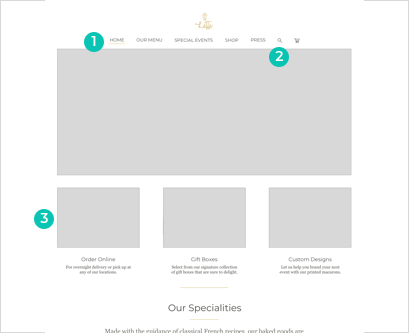 1
HOME OUR MENU SPECIAL EVENTS SHOP PRESS
2
3
Order Online
For overnight delivery or pick up at
any of our locations.
Gift Boxes
Select from our signature collection
of gift boxes that are sure to delight.
Custom Designs
Let us help you brand your next
event with our printed macarons.
Our Specialities
Made with the guidance of classical French recipes, our baked goods are